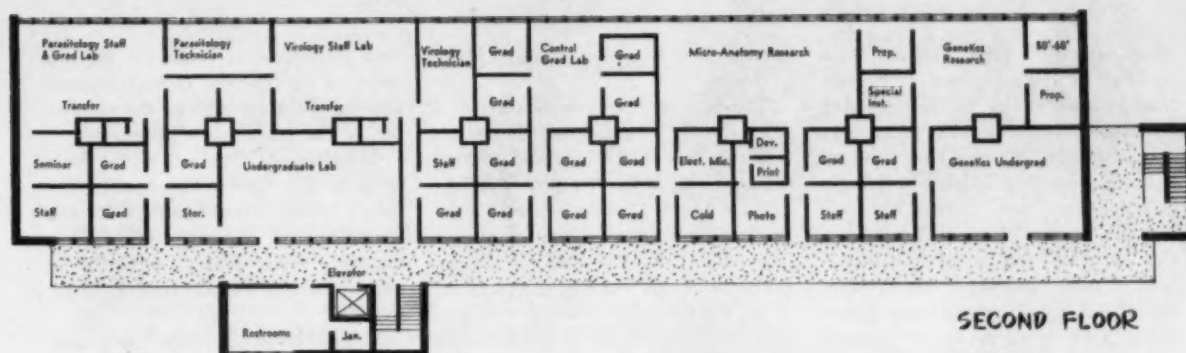 Parasitology Staff
& Grad Lab
Parasitology
Technician
Virology Staff Lab
Virology
Technician
Grad
Control
Grad Lab
Grad
Micro-Anatomy Research
Prep.
Genetics
Research
50°-60°
Grad
Grad
Special
Inst.
Prep.
Transfer
Transfer
Seminar
Grad
Grad
Undergraduate Lab
Staff
Grad
Grad
Grad
Elect. Mic.
Dev.
Print
Grad
Grad
Genetics Undergrad
Staff
Grad
Stor.
Grad
Grad
Grad
Grad
Cold
Photo
Staff
Staff
Elevator
Restrooms
Jan.
SECOND FLOOR